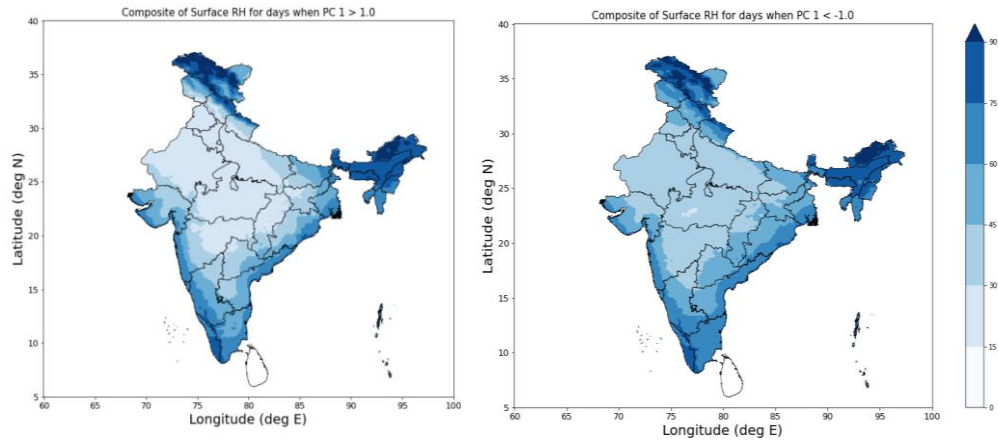 Composite of Surface RH for days when PC 1 > 1.0
40
35
30
25
20
15
10
5
Latitude (deg N)
60 65 70 75 80 85 90 95 100
Longitude (deg E)
Composite of Surface RH for days when PC 1 < -1.0
40
35
30
25
20
15
10
5
Latitude (deg N)
60 65 70 75 80 85 90 95 100
Longitude (deg E)
90
75
60
45
30
15
0